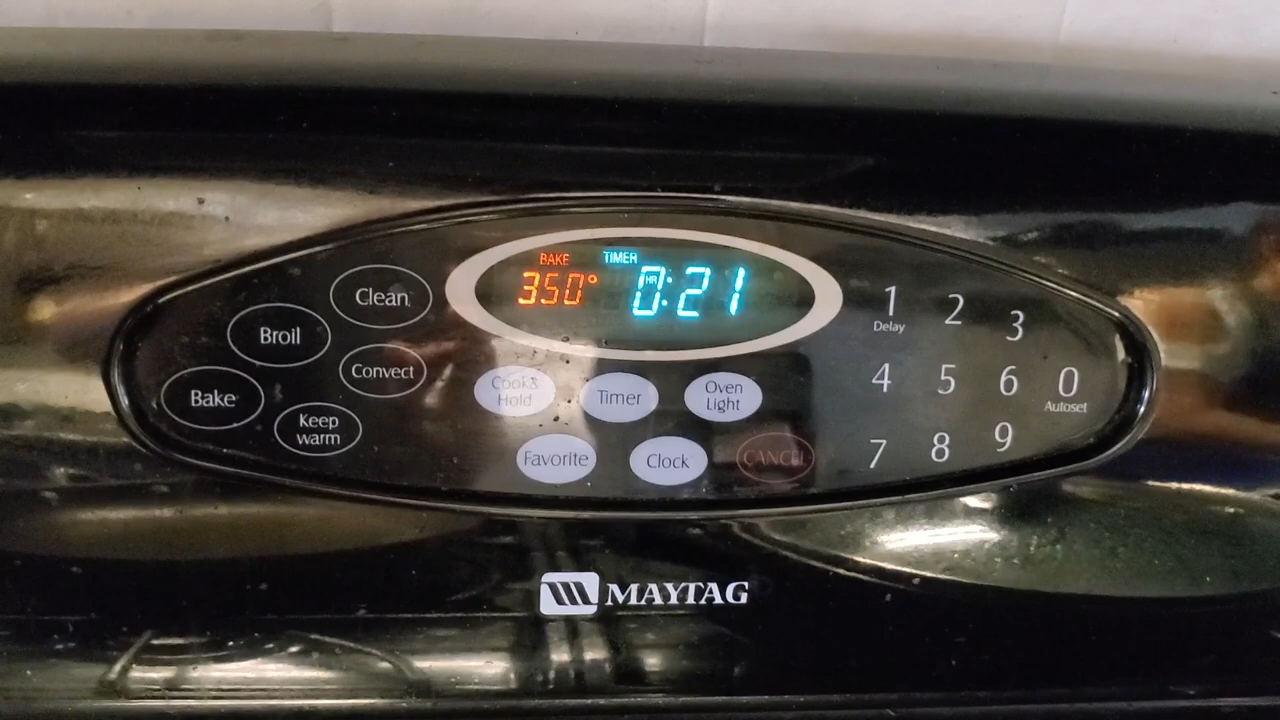 BAKE TIMER
350° HR 0:21
Clean
Broil
Convect
Bake
Keep
warm
Cook &
Hold
Timer
Oven
Light
Favorite
Clock
CANCEL
1 2 3
Delay
4 5 6 0
Autoset
7 8 9
MAYTAG